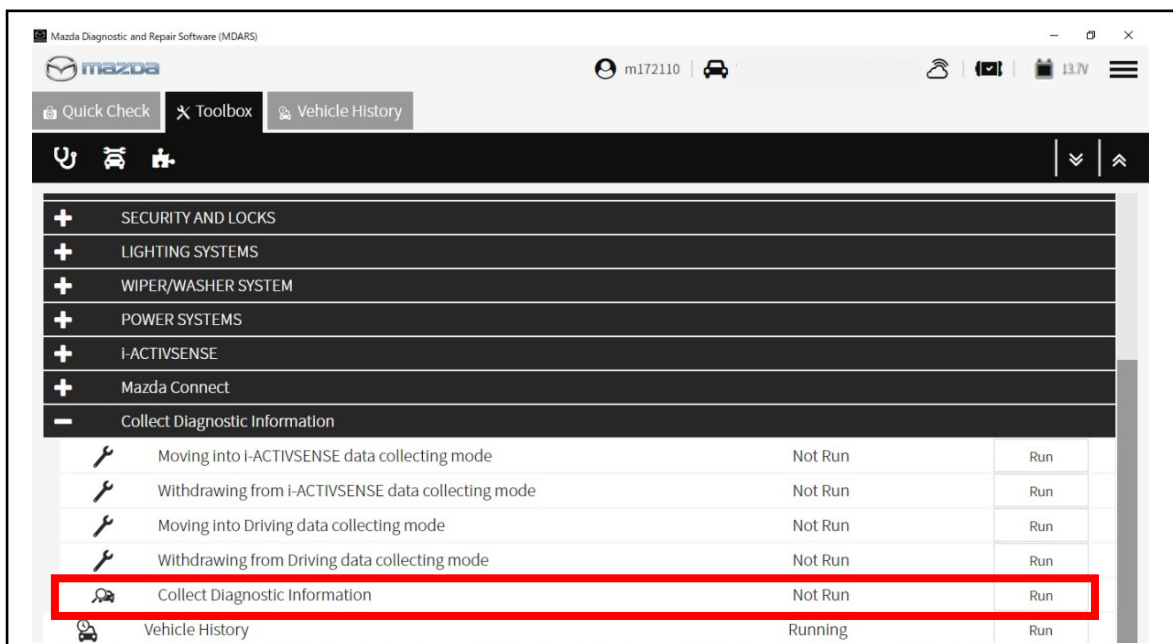 Mazda Diagnostic and Repair Software (MDARS)
mazda m172110 13.7V
Quick Check Toolbox Vehicle History
SECURITY AND LOCKS
LIGHTING SYSTEMS
WIPER/WASHER SYSTEM
POWER SYSTEMS
i-ACTIVSENSE
Mazda Connect
Collect Diagnostic Information
Moving into i-ACTIVSENSE data collecting mode Not Run Run
Withdrawing from i-ACTIVSENSE data collecting mode Not Run Run
Moving into Driving data collecting mode Not Run Run
Withdrawing from Driving data collecting mode Not Run Run
Collect Diagnostic Information Not Run Run
Vehicle History Running Run